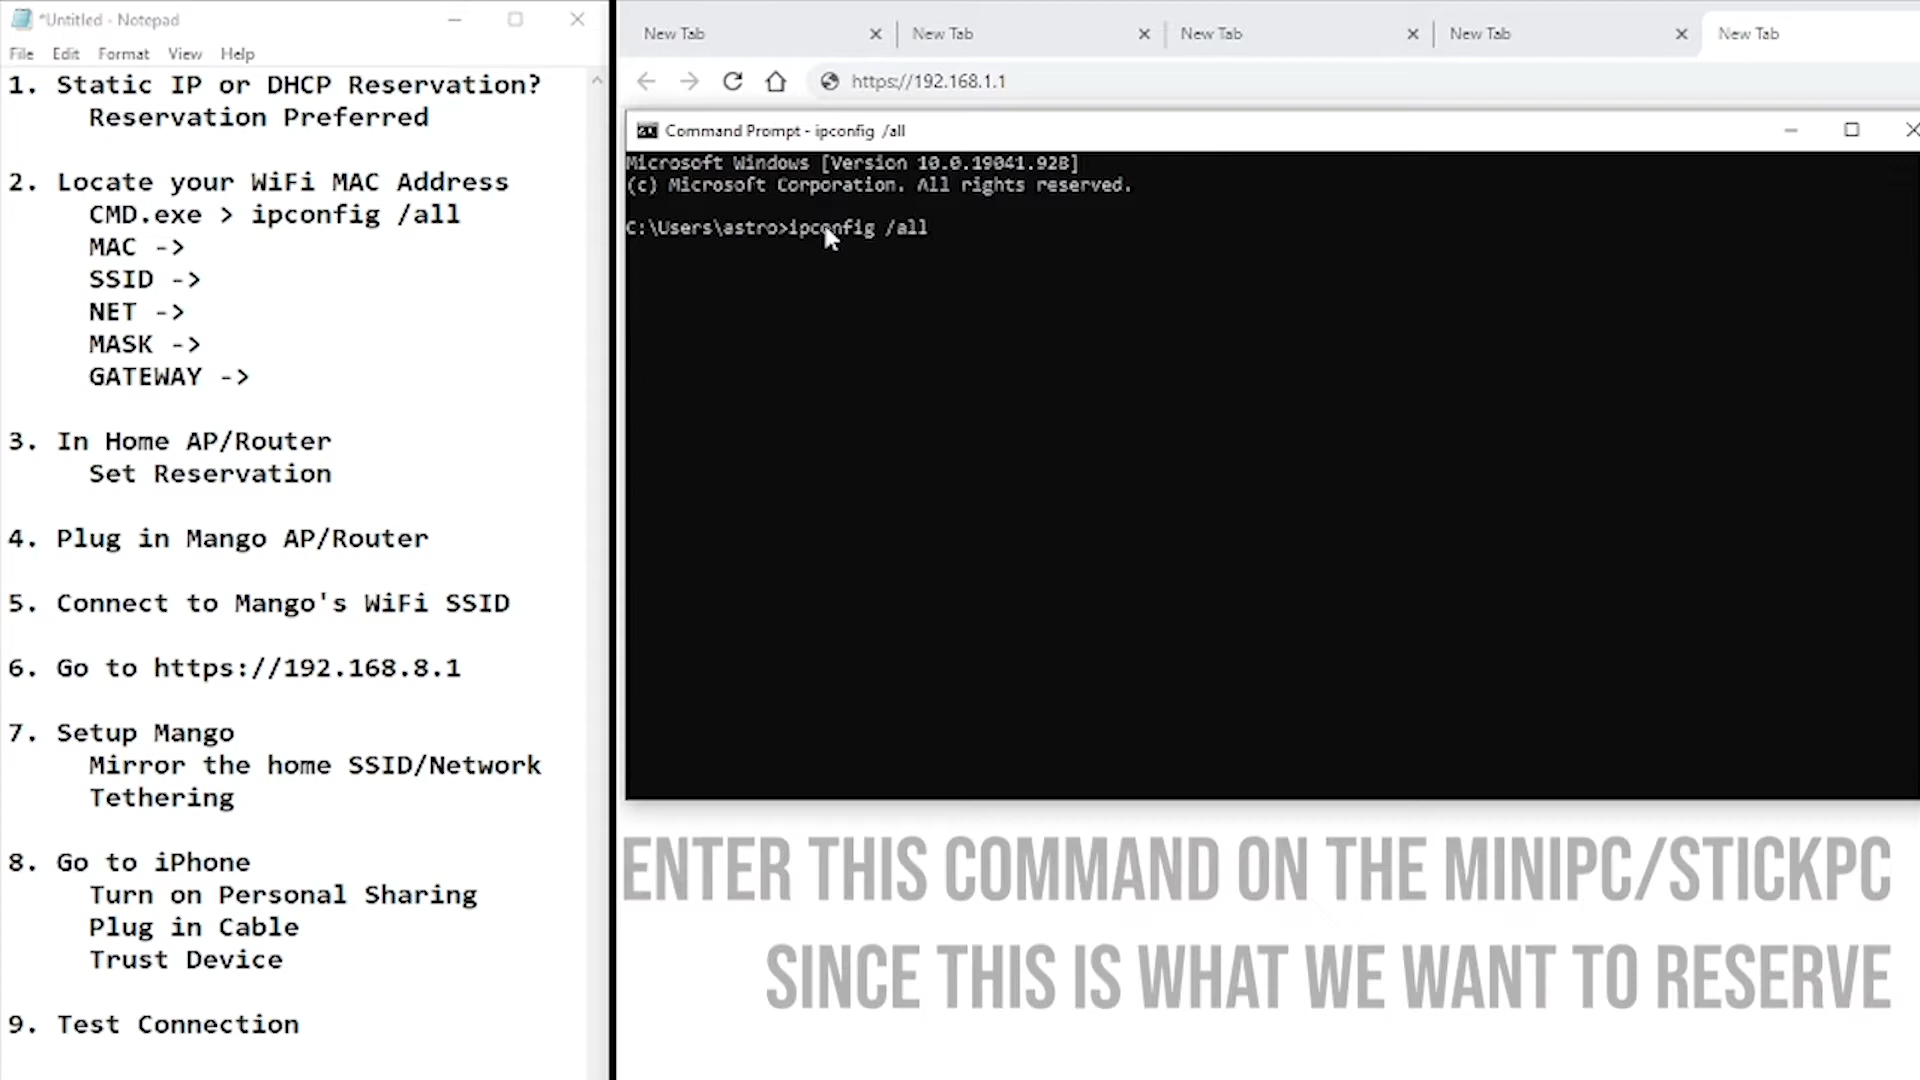 *Untitled - Notepad
File Edit Format View Help
1. Static IP or DHCP Reservation?
Reservation Preferred
2. Locate your WiFi MAC Address
CMD.exe > ipconfig /all
MAC ->
SSID ->
NET ->
MASK ->
GATEWAY ->
3. In Home AP/Router
Set Reservation
4. Plug in Mango AP/Router
5. Connect to Mango's WiFi SSID
6. Go to https://192.168.8.1
7. Setup Mango
Mirror the home SSID/Network
Tethering
8. Go to iPhone
Turn on Personal Sharing
Plug in Cable
Trust Device
9. Test Connection
New Tab New Tab New Tab New Tab New Tab
https://192.168.1.1
Command Prompt - ipconfig /all
Microsoft Windows [Version 10.0.19041.928]
(c) Microsoft Corporation. All rights reserved.
C:\Users\astro>ipconfig /all
ENTER THIS COMMAND ON THE MINIPC/STICKPC
SINCE THIS IS WHAT WE WANT TO RESERVE